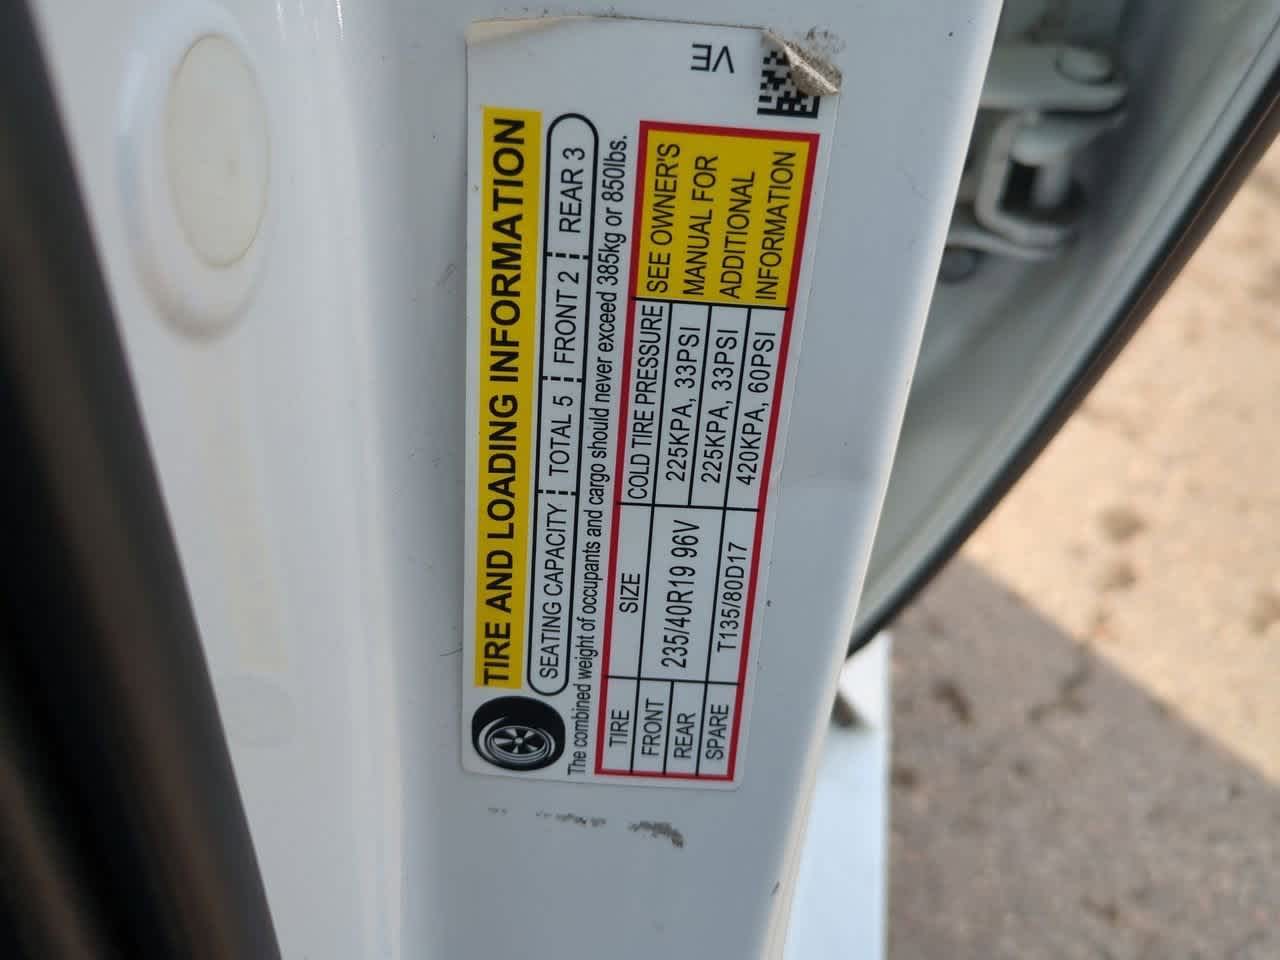 VE
TIRE AND LOADING INFORMATION
SEATING CAPACITY TOTAL 5 FRONT 2 REAR 3
The combined weight of occupants and cargo should never exceed 385kg or 850lbs.
TIRE SIZE COLD TIRE PRESSURE
FRONT 235/40R19 96V 225KPA, 33PSI
REAR 225KPA, 33PSI
SPARE T135/80D17 420KPA, 60PSI
SEE OWNER'S
MANUAL FOR
ADDITIONAL
INFORMATION